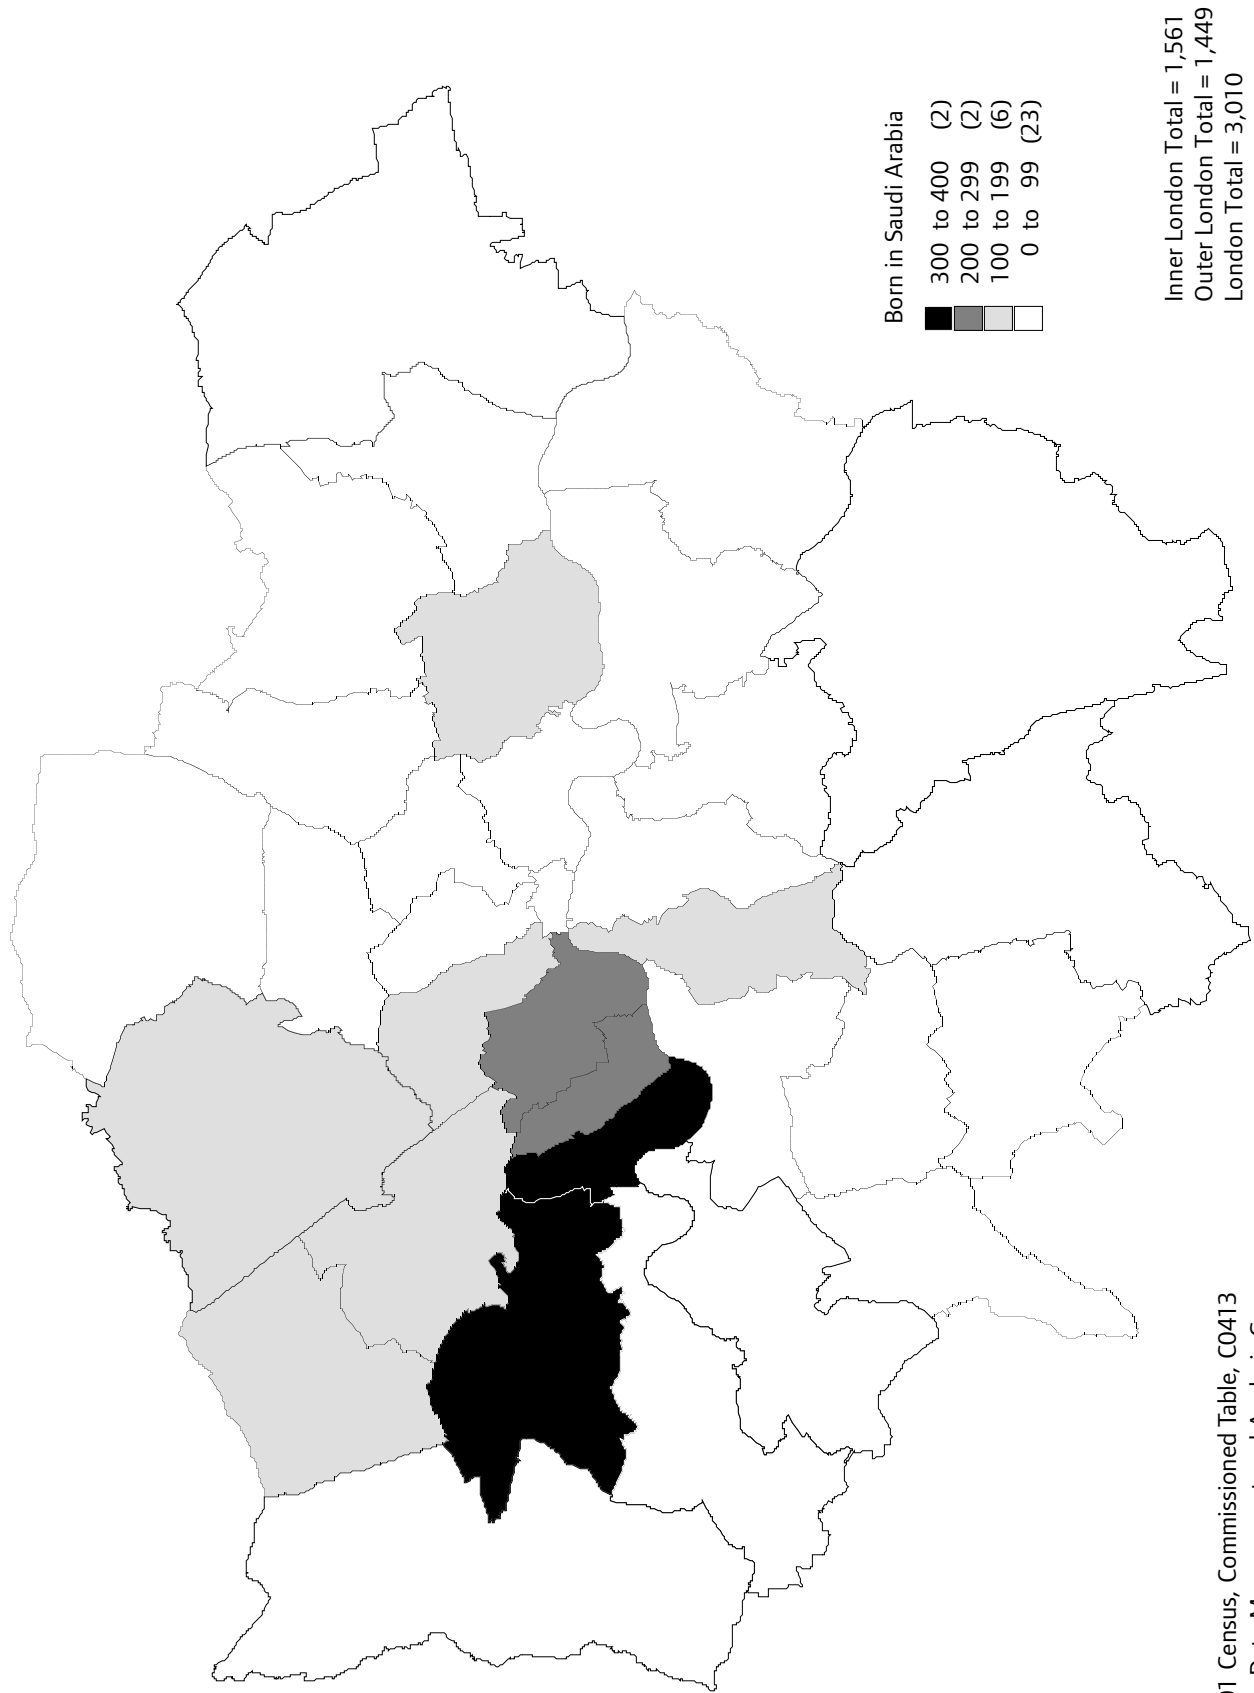 Born in Saudi Arabia
300 to 400 (2)
200 to 299 (2)
100 to 199 (6)
0 to 99 (23)
Inner London Total = 1,561
Outer London Total = 1,449
London Total = 3,010
Census, Commissioned Table, C0413